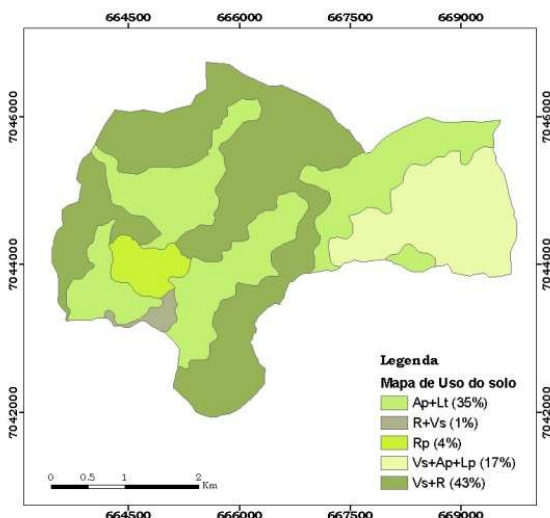 664500 666000 667500 669000
7046000 7046000
7044000 7044000
7042000 7042000
Legenda
Mapa de Uso do solo
Ap+Lt (35%)
R+Vs (1%)
Rp (4%)
Vs+Ap+Lp (17%)
Vs+R (43%)
0 0.5 1 2
Km
664500 666000 667500 669000